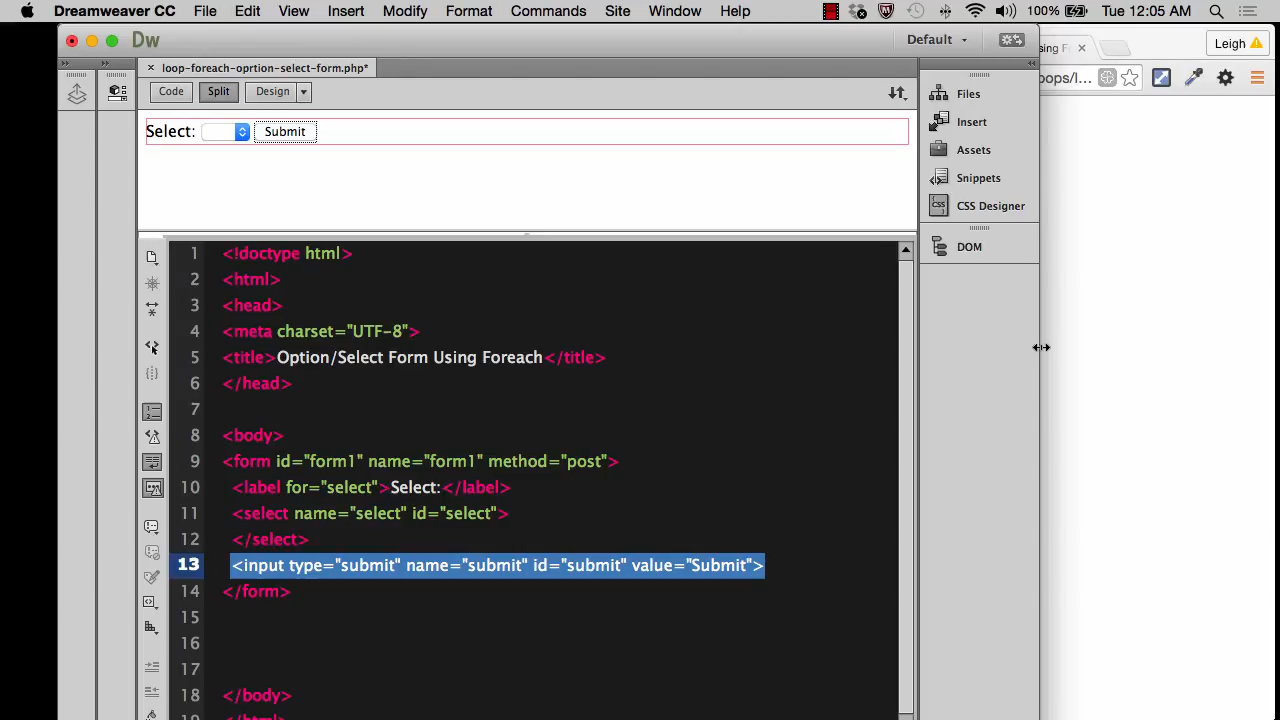 Dreamweaver CC File Edit View Insert Modify Format Commands Site Window Help 100% Tue 12:05 AM
Dw Default
Leigh
loop-foreach-oprtion-select-form.php*
oops/l...
Code Split Design
Files
Select: Submit
Insert
Assets
Snippets
CSS CSS Designer
DOM
1 <!doctype html>
2 <html>
3 <head>
4 <meta charset="UTF-8">
5 <title>Option/Select Form Using Foreach</title>
6 </head>
7
8 <body>
9 <form id="form1" name="form1" method="post">
10 <label for="select">Select:</label>
11 <select name="select" id="select">
12 </select>
13 <input type="submit" name="submit" id="submit" value="Submit">
14 </form>
15
16
17
18 </body>